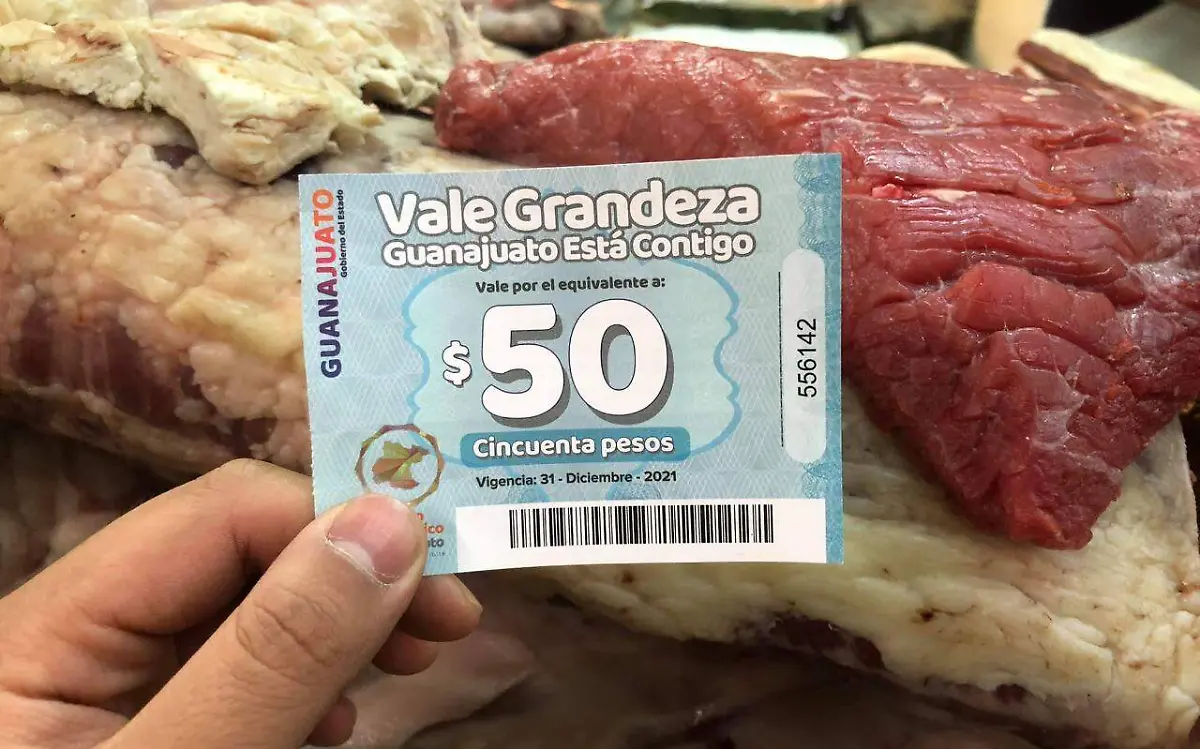 GUANAJUATO
Gobierno del Estado
Vale Grandeza
Guanajuato Está Contigo
Vale por el equivalente a:
$50
Cincuenta pesos
Vigencia: 31 - Diciembre - 2021
556142